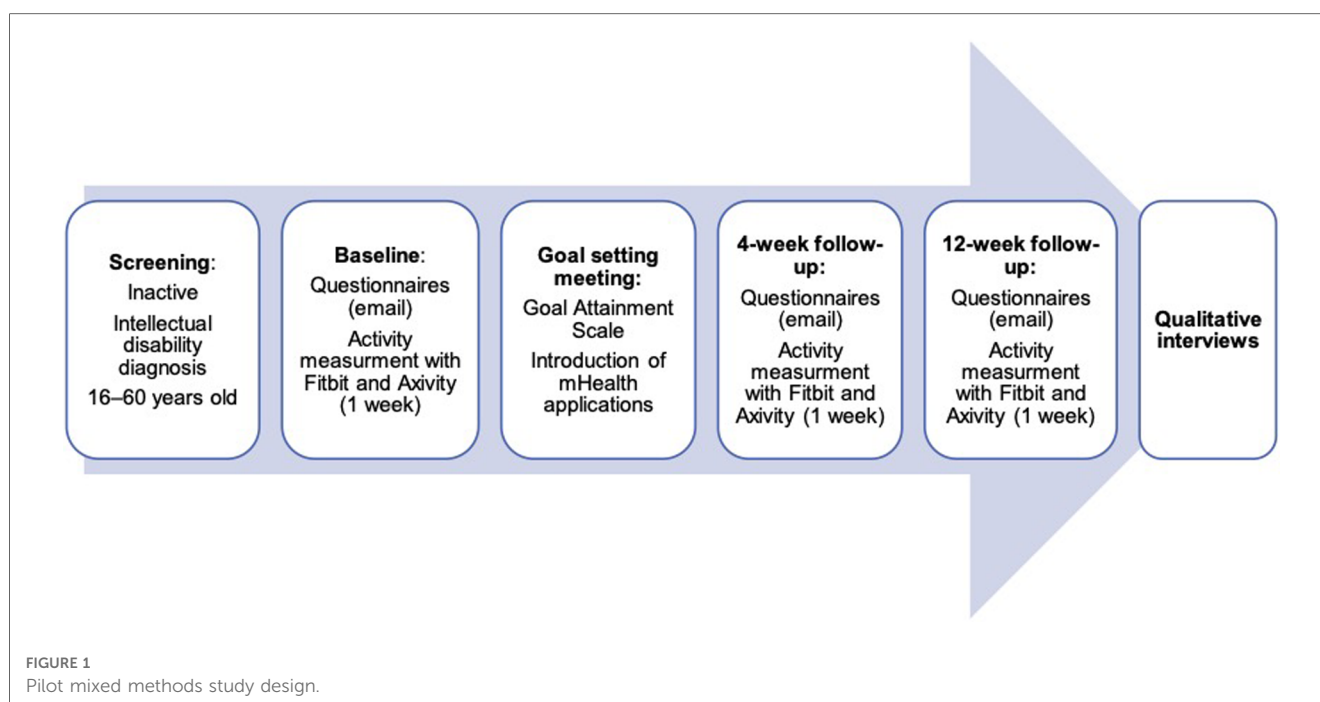 Screening:
Inactive
Intellectual
disability
diagnosis
16–60 years old
Baseline:
Questionnaires
(email)
Activity
measurment with
Fitbit and Axivity
(1 week)
Goal setting
meeting:
Goal Attainment
Scale
Introduction of
mHealth
applications
4-week follow-
up:
Questionnaires
(email)
Activity
measurment
with Fitbit and
Axivity (1 week)
12-week follow-
up:
Questionnaires
(email)
Activity
measurment
with Fitbit and
Axivity (1 week)
Qualitative
interviews
FIGURE 1
Pilot mixed methods study design.